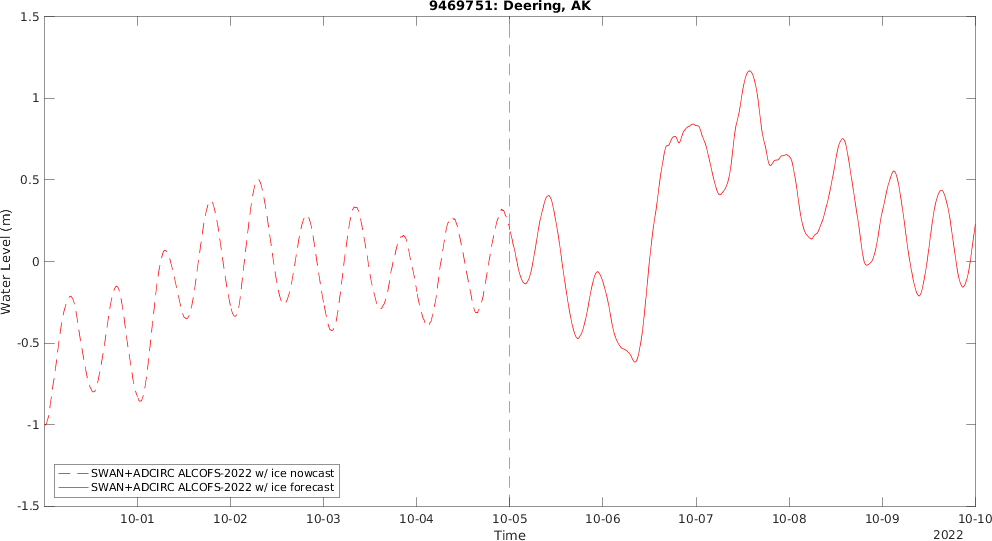 9469751: Deering, AK
1.5
1
0.5
0
-0.5
-1
-1.5
Water Level (m)
SWAN+ADCIRC ALCOFS-2022 w/ ice nowcast
SWAN+ADCIRC ALCOFS-2022 w/ ice forecast
10-01 10-02 10-03 10-04 10-05 10-06 10-07 10-08 10-09 10-10
Time
2022